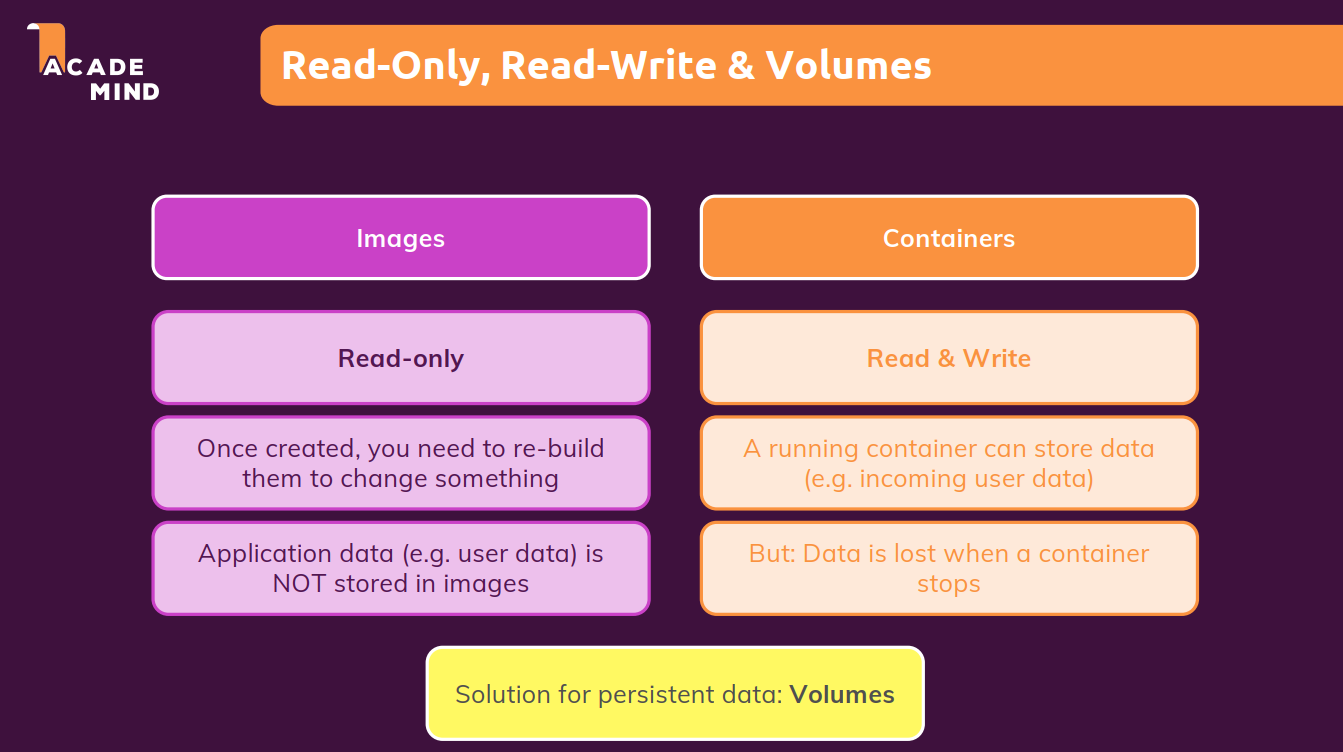 ACADE
MIND
Read-Only, Read-Write & Volumes
Images
Containers
Read-only
Read & Write
Once created, you need to re-build
them to change something
A running container can store data
(e.g. incoming user data)
Application data (e.g. user data) is
NOT stored in images
But: Data is lost when a container
stops
Solution for persistent data: Volumes